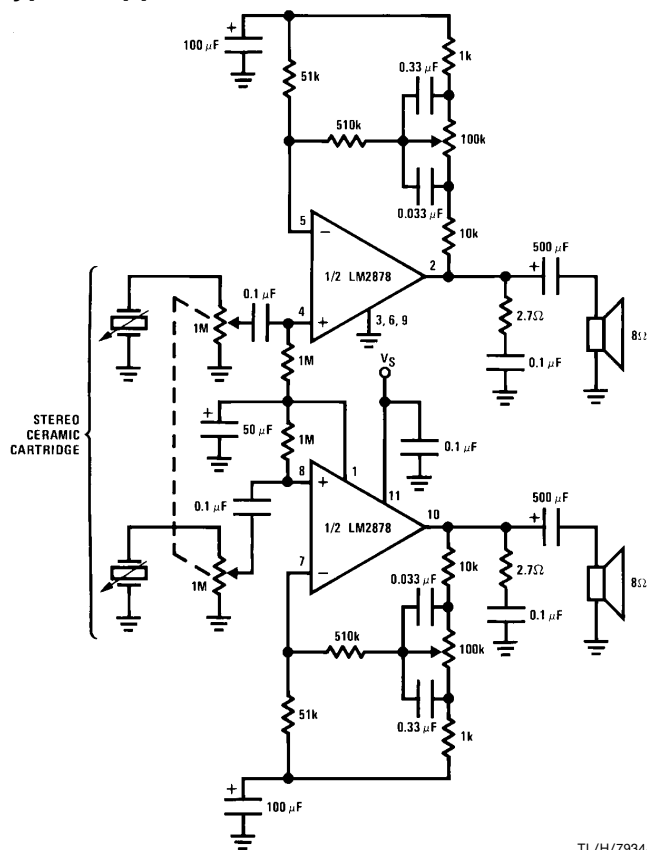 100 μF
1k
51k
0.33 μF
510k
100k
0.033 μF
5
10k
500 μF
1/2 LM2878
2
0.1 μF
4
3, 6, 9
2.7Ω
8Ω
1M
0.1 μF
1M
VS
STEREO
CERAMIC
CARTRIDGE
50 μF
1M
0.1 μF
8
1
11
500 μF
0.1 μF
1/2 LM2878
10
7
10k
1M
0.033 μF
2.7Ω
8Ω
0.1 μF
510k
100k
51k
0.33 μF
1k
100 μF